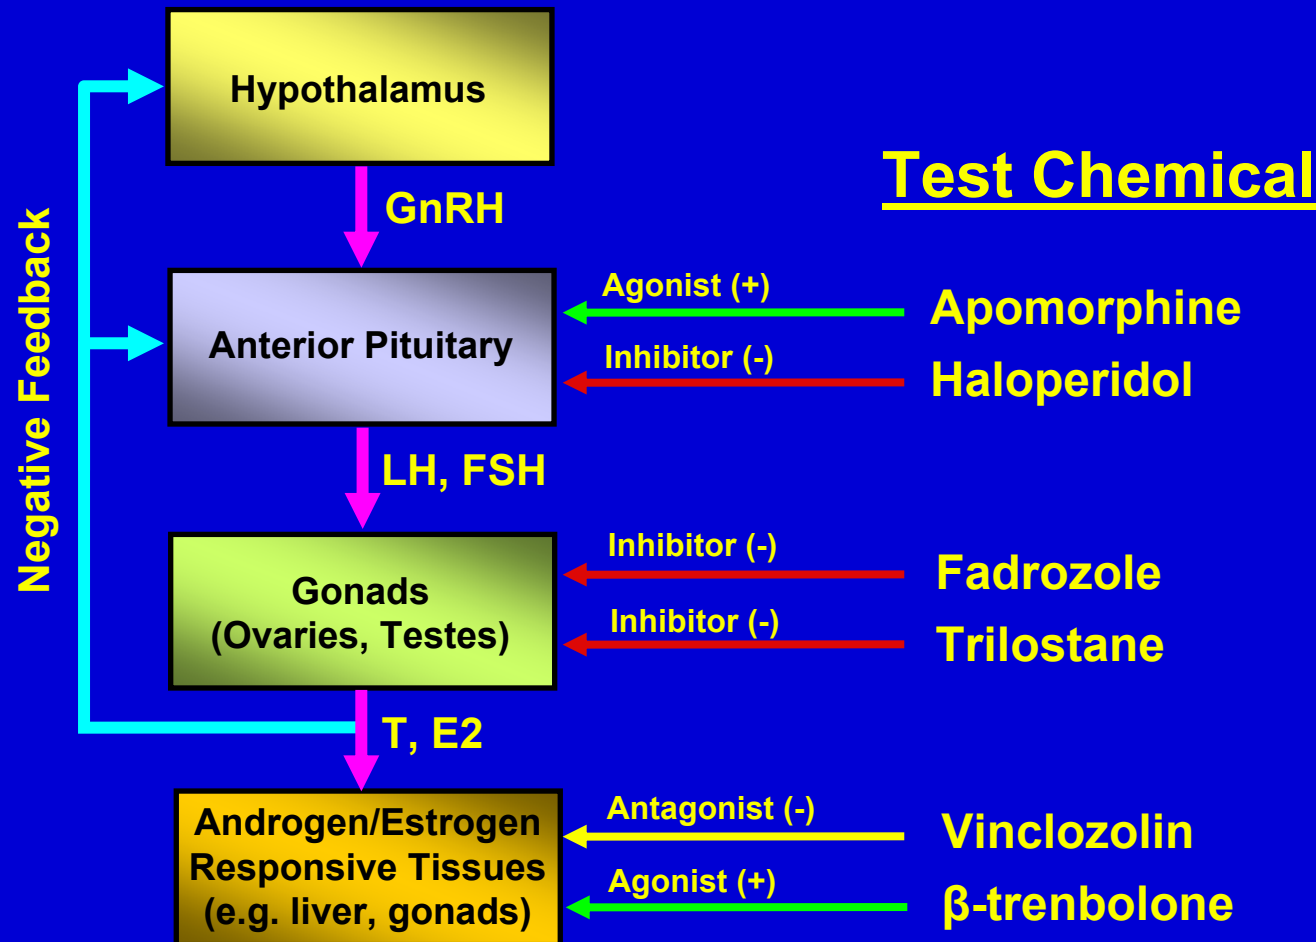 Hypothalamus
Test Chemical
GnRH
Negative Feedback
Agonist (+)
Apomorphine
Anterior Pituitary
Inhibitor (-)
Haloperidol
LH, FSH
Inhibitor (-)
Fadrozole
Gonads
(Ovaries, Testes)
Inhibitor (-)
Trilostane
T, E2
Androgen/Estrogen
Responsive Tissues
(e.g. liver, gonads)
Antagonist (-)
Vinclozolin
Agonist (+)
β-trenbolone